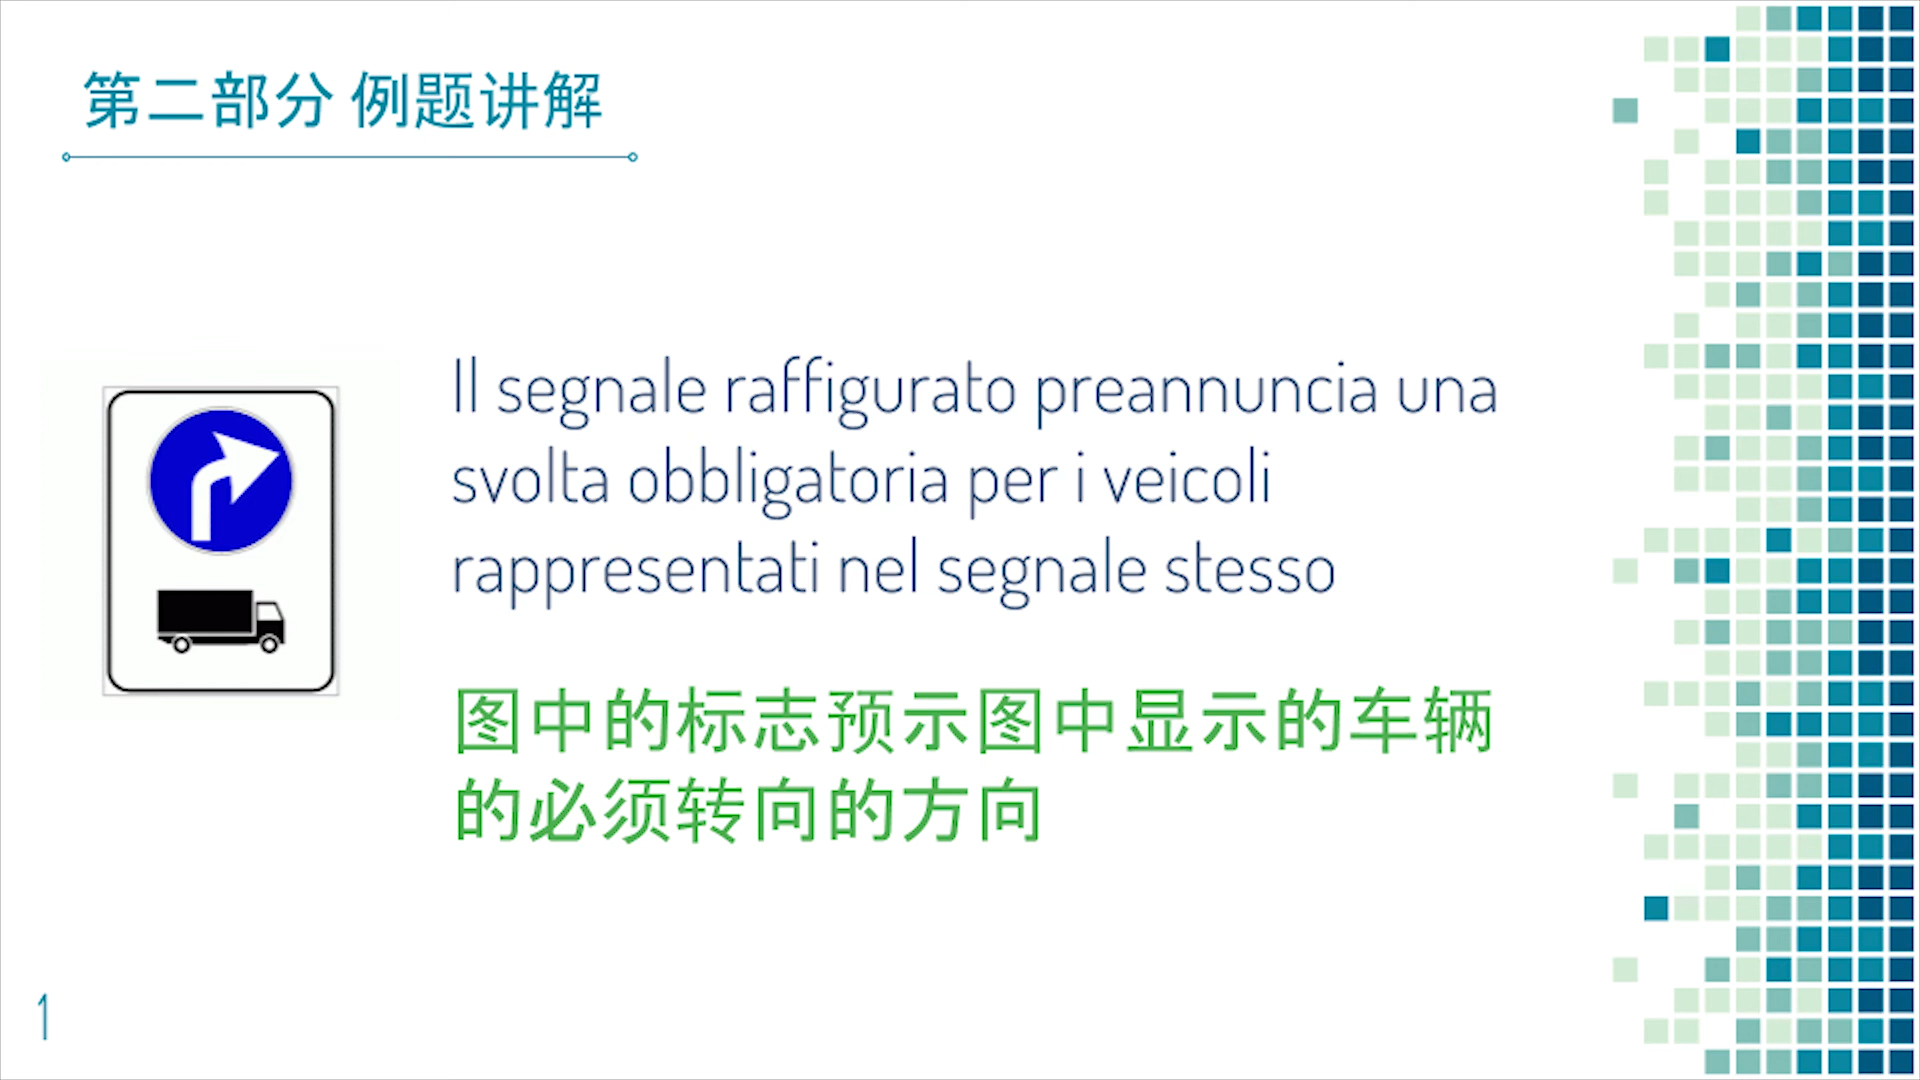 第二部分 例题讲解
Il segnale raffigurato preannuncia una
svolta obbligatoria per i veicoli
rappresentati nel segnale stesso
图中的标志预示图中显示的车辆
的必须转向的方向
1